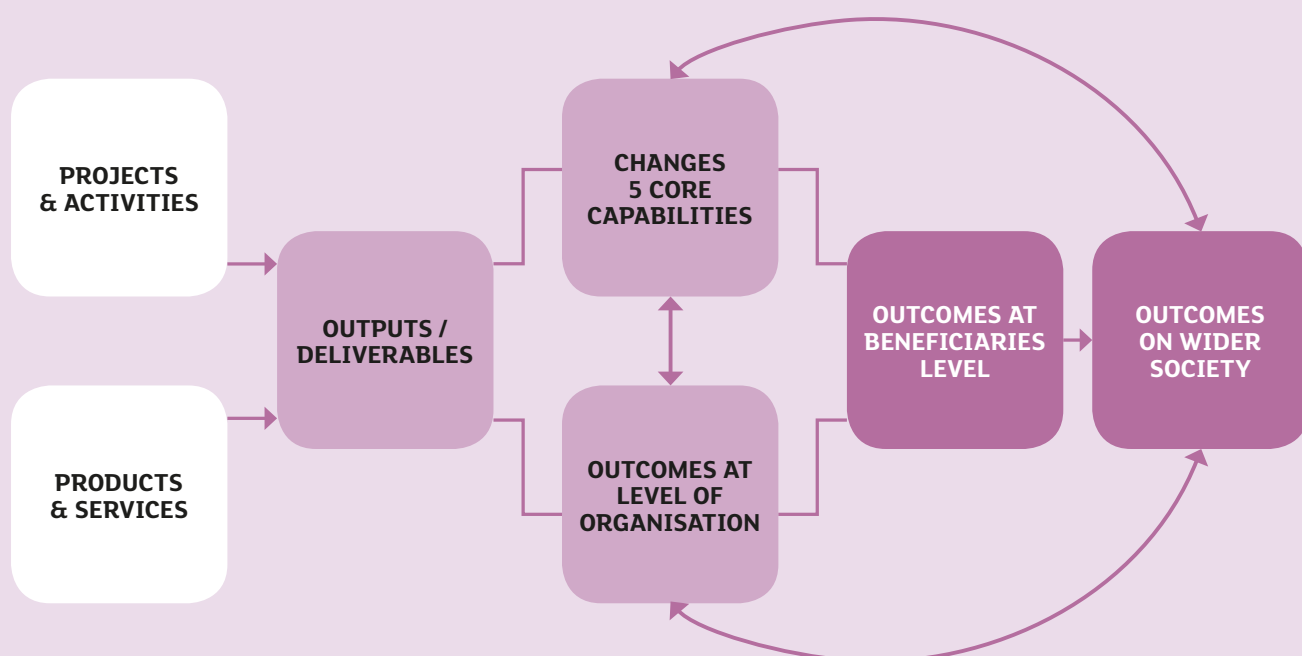 PROJECTS
& ACTIVITIES
PRODUCTS
& SERVICES
OUTPUTS /
DELIVERABLES
CHANGES
5 CORE
CAPABILITIES
OUTCOMES AT
LEVEL OF
ORGANISATION
OUTCOMES AT
BENEFICIARIES
LEVEL
OUTCOMES
ON WIDER
SOCIETY